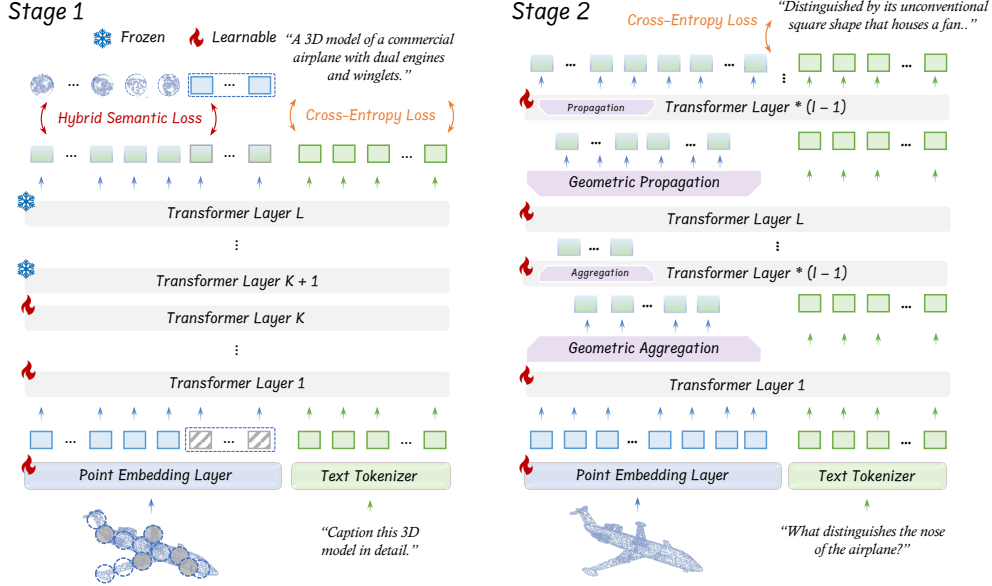 Stage 1
Frozen
Learnable
“A 3D model of a commercial
airplane with dual engines
and winglets.”
...
...
Hybrid Semantic Loss
Cross-Entropy Loss
...
...
...
Transformer Layer L
...
Transformer Layer K + 1
Transformer Layer K
...
Transformer Layer 1
...
...
...
Point Embedding Layer
Text Tokenizer
“Caption this 3D
model in detail.”
Stage 2
Cross-Entropy Loss
“Distinguished by its unconventional
square shape that houses a fan..”
...
...
...
...
Propagation
Transformer Layer * (l − 1)
...
...
...
Geometric Propagation
Transformer Layer L
...
...
Aggregation
Transformer Layer * (l − 1)
...
...
Geometric Aggregation
Transformer Layer 1
...
...
Point Embedding Layer
Text Tokenizer
“What distinguishes the nose
of the airplane?”